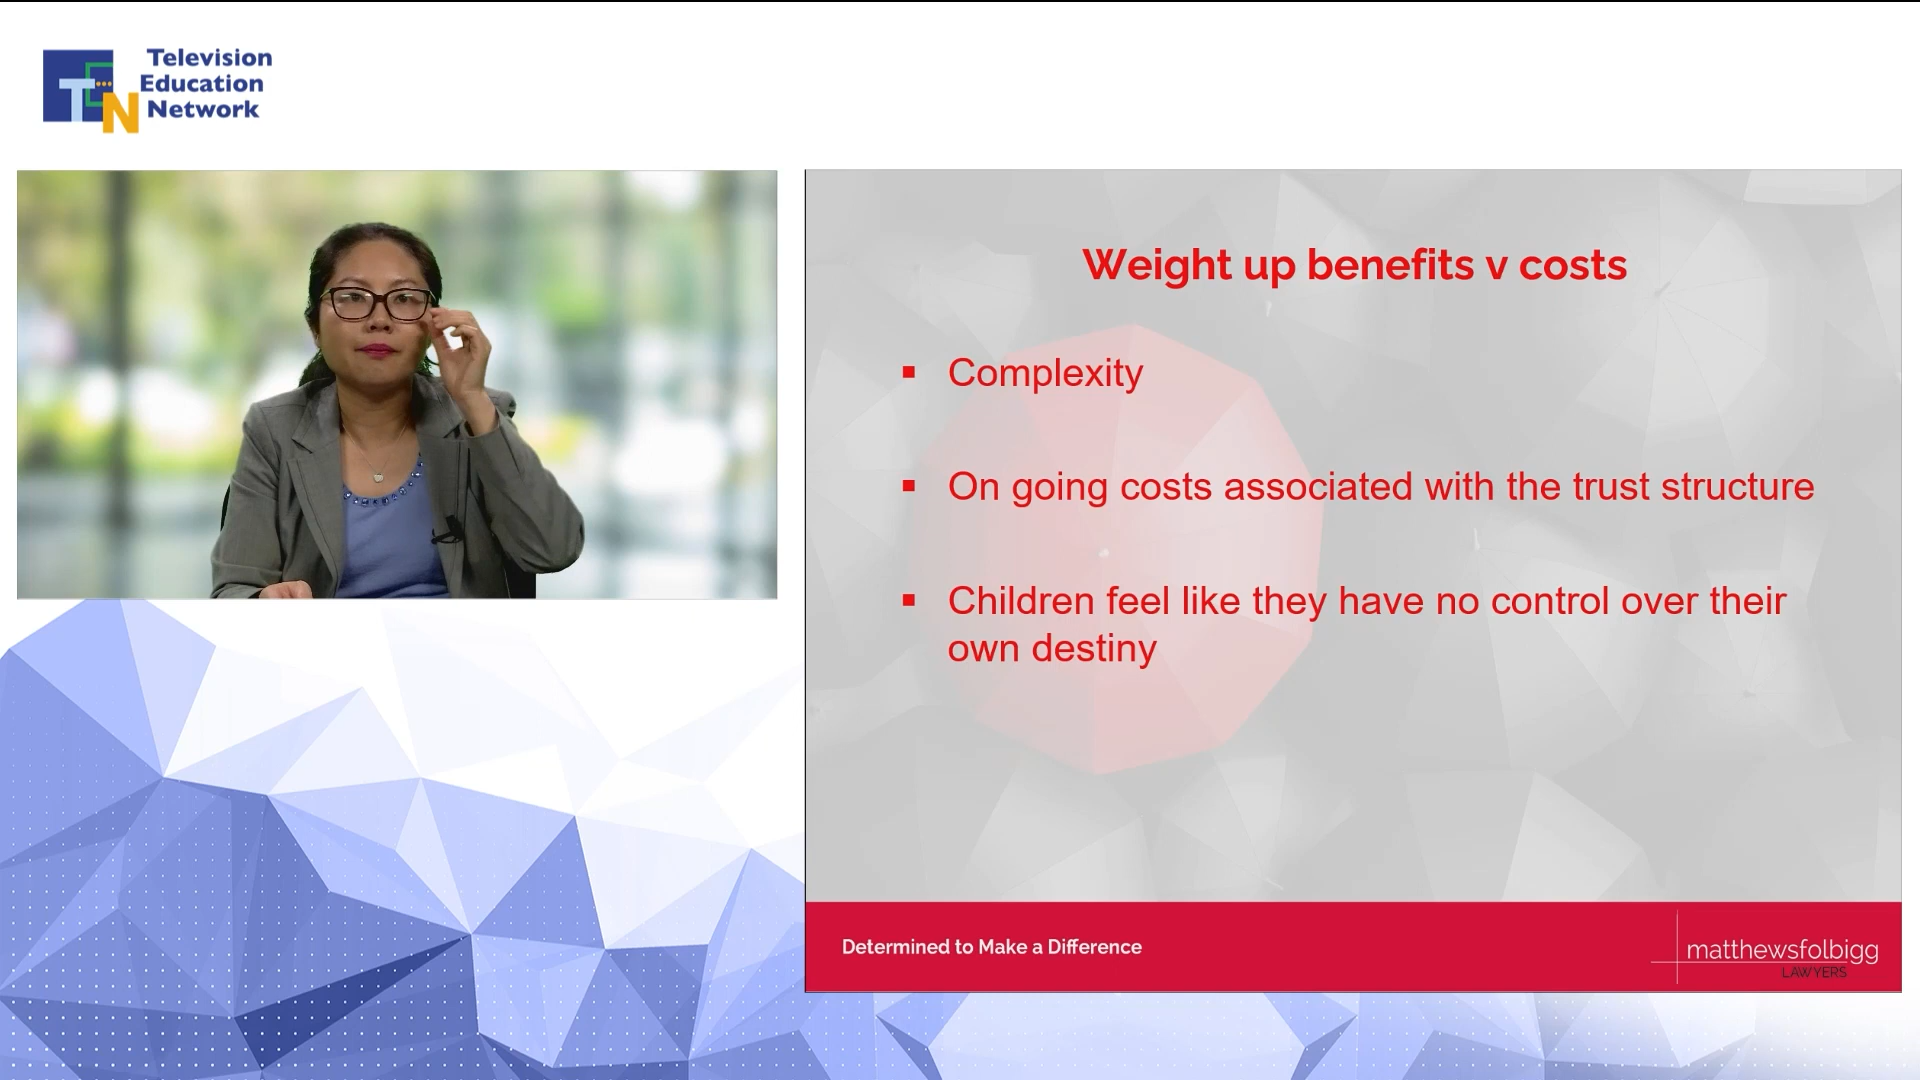 Television
Education
Network
TEN
Weight up benefits v costs
Complexity
On going costs associated with the trust structure
Children feel like they have no control over their
own destiny
Determined to Make a Difference
matthewsfolbigg
LAWYERS